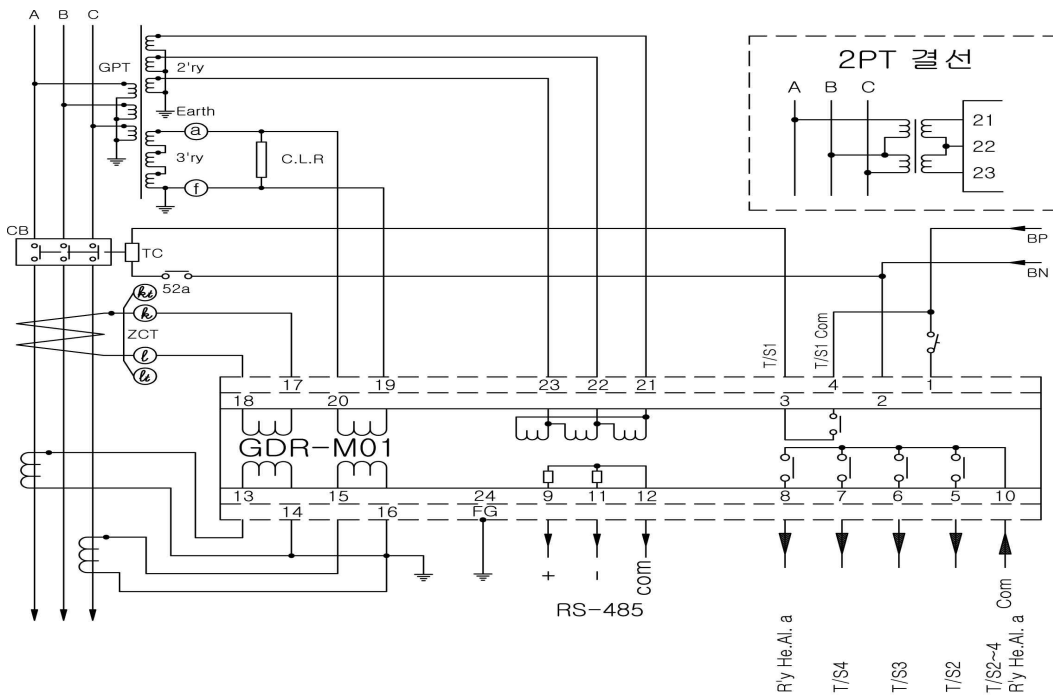 A B C
GPT
2'ry
Earth
a
3'ry
C.L.R
f
2PT 결선
A B C
21
22
23
CB
TC
52a
BP
BN
kt
k
ZCT
l
lt
T/S1
T/S1 Com
17 19 23 22 21 4 1
18 20 3 2
GDR-M01
13 15 24 9 11 12 8 7 6 5 10
14 16 FG
+
-
com
RS-485
R'y He.Al. a
T/S4
T/S3
T/S2
T/S2~4
R'y He.Al. a
Com